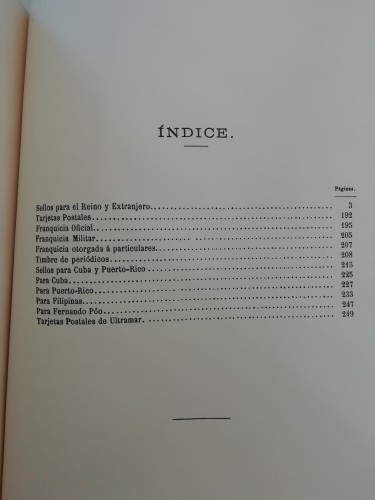 ÍNDICE.
Páginas.
Sellos para el Reino y Extranjero. 3
Tarjetas Postales. 192
Franquicia Oficial. 195
Franquicia Militar. 205
Franquicia otorgada á particulares. 207
Timbre de periódicos. 208
Sellos para Cuba y Puerto-Rico. 215
Para Cuba. 225
Para Puerto-Rico. 227
Para Filipinas. 233
Para Fernando Póo. 247
Tarjetas Postales de Ultramar. 249